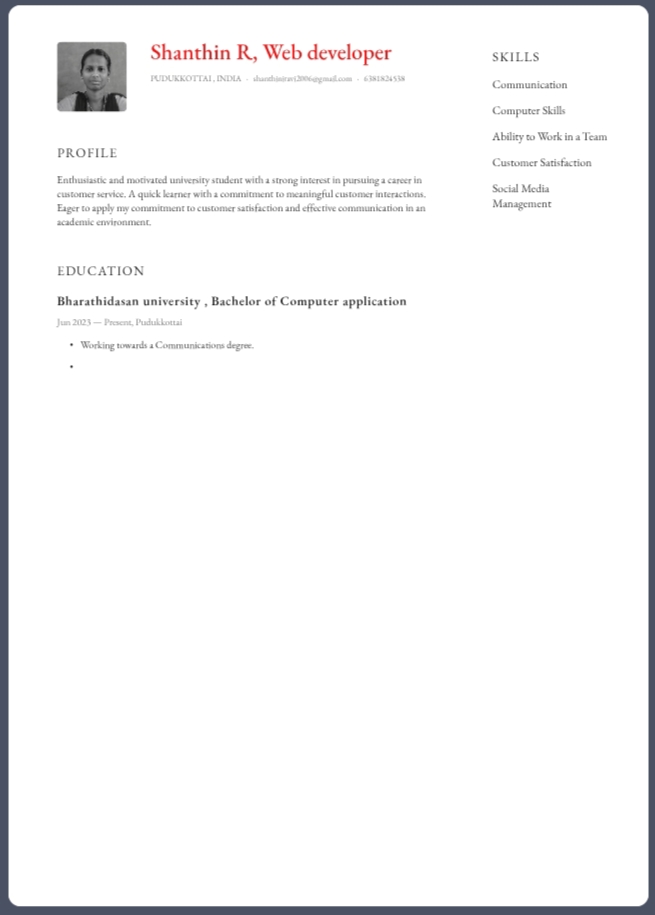 Shanthin R, Web developer
PUDUKKOTTAI, INDIA · · 6381824538
PROFILE
Enthusiastic and motivated university student with a strong interest in pursuing a career in
customer service. A quick learner with a commitment to meaningful customer interactions.
Eager to apply my commitment to customer satisfaction and effective communication in an
academic environment.
EDUCATION
Bharathidasan university , Bachelor of Computer application
Jun 2023 — Present, Pudukkottai
• Working towards a Communications degree.
•
SKILLS
Communication
Computer Skills
Ability to Work in a Team
Customer Satisfaction
Social Media
Management